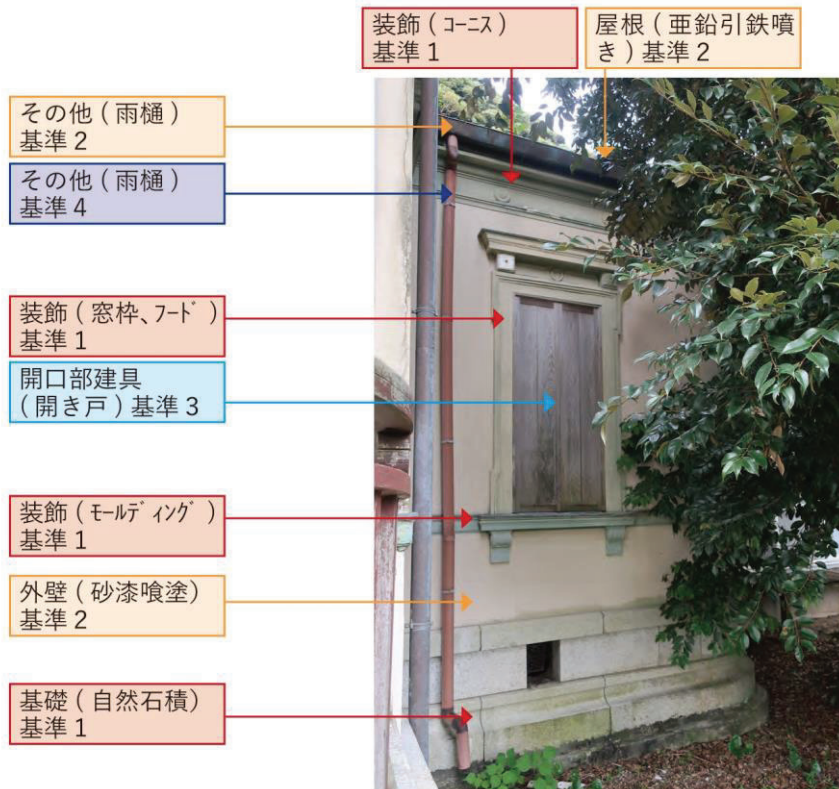 装飾 ( コーニス )
基準 1
屋根 ( 亜鉛引鉄噴
き ) 基準 2
その他 ( 雨樋 )
基準 2
その他 ( 雨樋 )
基準 4
装飾 ( 窓枠、フード )
基準 1
開口部建具
( 開き戸 ) 基準 3
装飾 ( モールディング )
基準 1
外壁 ( 砂漆喰塗)
基準 2
基礎 ( 自然石積 )
基準 1